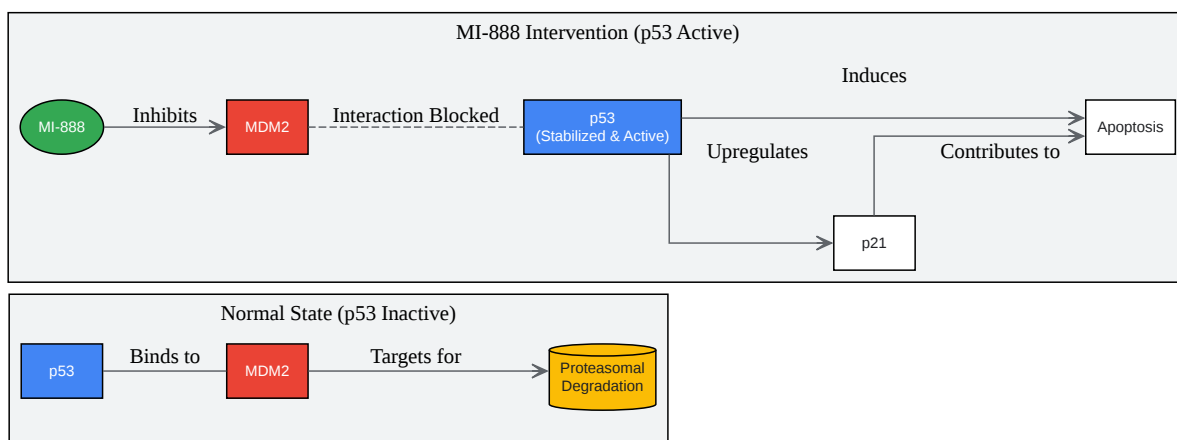 MI-888 Intervention (p53 Active)
Induces
MI-888
Inhibits
MDM2
Interaction Blocked
p53
(Stabilized & Active)
Apoptosis
Upregulates
Contributes to
p21
Normal State (p53 Inactive)
p53
Binds to
MDM2
Targets for
Proteasomal
Degradation